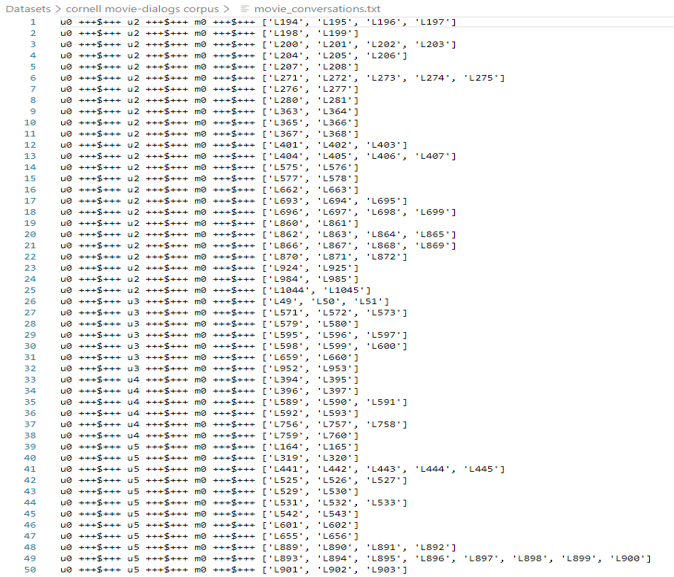 Datasets > cornell movie-dialogs corpus > movie_conversations.txt
1 u0 +++$+++ u2 +++$+++ m0 +++$+++ ['L194', 'L195', 'L196', 'L197']
2 u0 +++$+++ u2 +++$+++ m0 +++$+++ ['L198', 'L199']
3 u0 +++$+++ u2 +++$+++ m0 +++$+++ ['L200', 'L201', 'L202', 'L203']
4 u0 +++$+++ u2 +++$+++ m0 +++$+++ ['L204', 'L205', 'L206']
5 u0 +++$+++ u2 +++$+++ m0 +++$+++ ['L207', 'L208']
6 u0 +++$+++ u2 +++$+++ m0 +++$+++ ['L271', 'L272', 'L273', 'L274', 'L275']
7 u0 +++$+++ u2 +++$+++ m0 +++$+++ ['L276', 'L277']
8 u0 +++$+++ u2 +++$+++ m0 +++$+++ ['L280', 'L281']
9 u0 +++$+++ u2 +++$+++ m0 +++$+++ ['L363', 'L364']
10 u0 +++$+++ u2 +++$+++ m0 +++$+++ ['L365', 'L366']
11 u0 +++$+++ u2 +++$+++ m0 +++$+++ ['L367', 'L368']
12 u0 +++$+++ u2 +++$+++ m0 +++$+++ ['L401', 'L402', 'L403']
13 u0 +++$+++ u2 +++$+++ m0 +++$+++ ['L404', 'L405', 'L406', 'L407']
14 u0 +++$+++ u2 +++$+++ m0 +++$+++ ['L575', 'L576']
15 u0 +++$+++ u2 +++$+++ m0 +++$+++ ['L577', 'L578']
16 u0 +++$+++ u2 +++$+++ m0 +++$+++ ['L662', 'L663']
17 u0 +++$+++ u2 +++$+++ m0 +++$+++ ['L693', 'L694', 'L695']
18 u0 +++$+++ u2 +++$+++ m0 +++$+++ ['L696', 'L697', 'L698', 'L699']
19 u0 +++$+++ u2 +++$+++ m0 +++$+++ ['L860', 'L861']
20 u0 +++$+++ u2 +++$+++ m0 +++$+++ ['L862', 'L863', 'L864', 'L865']
21 u0 +++$+++ u2 +++$+++ m0 +++$+++ ['L866', 'L867', 'L868', 'L869']
22 u0 +++$+++ u2 +++$+++ m0 +++$+++ ['L870', 'L871', 'L872']
23 u0 +++$+++ u2 +++$+++ m0 +++$+++ ['L924', 'L925']
24 u0 +++$+++ u2 +++$+++ m0 +++$+++ ['L984', 'L985']
25 u0 +++$+++ u2 +++$+++ m0 +++$+++ ['L1044', 'L1045']
26 u0 +++$+++ u3 +++$+++ m0 +++$+++ ['L49', 'L50', 'L51']
27 u0 +++$+++ u3 +++$+++ m0 +++$+++ ['L571', 'L572', 'L573']
28 u0 +++$+++ u3 +++$+++ m0 +++$+++ ['L579', 'L580']
29 u0 +++$+++ u3 +++$+++ m0 +++$+++ ['L595', 'L596', 'L597']
30 u0 +++$+++ u3 +++$+++ m0 +++$+++ ['L598', 'L599', 'L600']
31 u0 +++$+++ u3 +++$+++ m0 +++$+++ ['L659', 'L660']
32 u0 +++$+++ u3 +++$+++ m0 +++$+++ ['L952', 'L953']
33 u0 +++$+++ u4 +++$+++ m0 +++$+++ ['L394', 'L395']
34 u0 +++$+++ u4 +++$+++ m0 +++$+++ ['L396', 'L397']
35 u0 +++$+++ u4 +++$+++ m0 +++$+++ ['L589', 'L590', 'L591']
36 u0 +++$+++ u4 +++$+++ m0 +++$+++ ['L592', 'L593']
37 u0 +++$+++ u4 +++$+++ m0 +++$+++ ['L756', 'L757', 'L758']
38 u0 +++$+++ u4 +++$+++ m0 +++$+++ ['L759', 'L760']
39 u0 +++$+++ u5 +++$+++ m0 +++$+++ ['L164', 'L165']
40 u0 +++$+++ u5 +++$+++ m0 +++$+++ ['L319', 'L320']
41 u0 +++$+++ u5 +++$+++ m0 +++$+++ ['L441', 'L442', 'L443', 'L444', 'L445']
42 u0 +++$+++ u5 +++$+++ m0 +++$+++ ['L525', 'L526', 'L527']
43 u0 +++$+++ u5 +++$+++ m0 +++$+++ ['L529', 'L530']
44 u0 +++$+++ u5 +++$+++ m0 +++$+++ ['L531', 'L532', 'L533']
45 u0 +++$+++ u5 +++$+++ m0 +++$+++ ['L542', 'L543']
46 u0 +++$+++ u5 +++$+++ m0 +++$+++ ['L601', 'L602']
47 u0 +++$+++ u5 +++$+++ m0 +++$+++ ['L655', 'L656']
48 u0 +++$+++ u5 +++$+++ m0 +++$+++ ['L889', 'L890', 'L891', 'L892']
49 u0 +++$+++ u5 +++$+++ m0 +++$+++ ['L893', 'L894', 'L895', 'L896', 'L897', 'L898', 'L899', 'L900']
50 u0 +++$+++ u5 +++$+++ m0 +++$+++ ['L901', 'L902', 'L903']